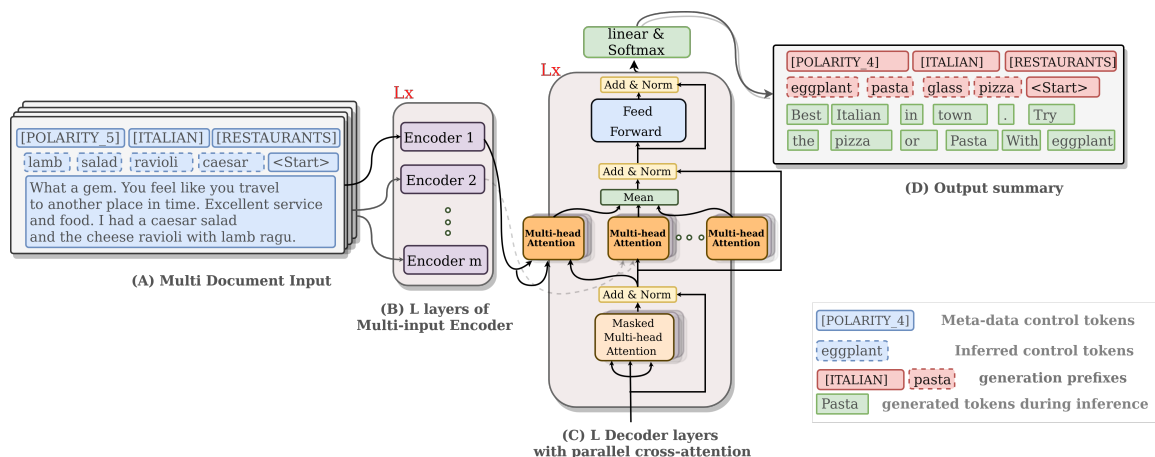 [POLARITY_5] [ITALIAN] [RESTAURANTS]
lamb salad ravioli caesar <Start>
What a gem. You feel like you travel
to another place in time. Excellent service
and food. I had a caesar salad
and the cheese ravioli with lamb ragu.
(A) Multi Document Input
Lx
Encoder 1
Encoder 2
Encoder m
(B) L layers of
Multi-input Encoder
linear &
Softmax
Lx
Add & Norm
Feed
Forward
Add & Norm
Mean
Multi-head
Attention
Multi-head
Attention
Multi-head
Attention
Add & Norm
Masked
Multi-head
Attention
(C) L Decoder layers
with parallel cross-attention
[POLARITY_4] [ITALIAN] [RESTAURANTS]
eggplant pasta glass pizza <Start>
Best Italian in town . Try
the pizza or Pasta With eggplant
(D) Output summary
[POLARITY_4] Meta-data control tokens
eggplant Inferred control tokens
[ITALIAN] pasta generation prefixes
Pasta generated tokens during inference